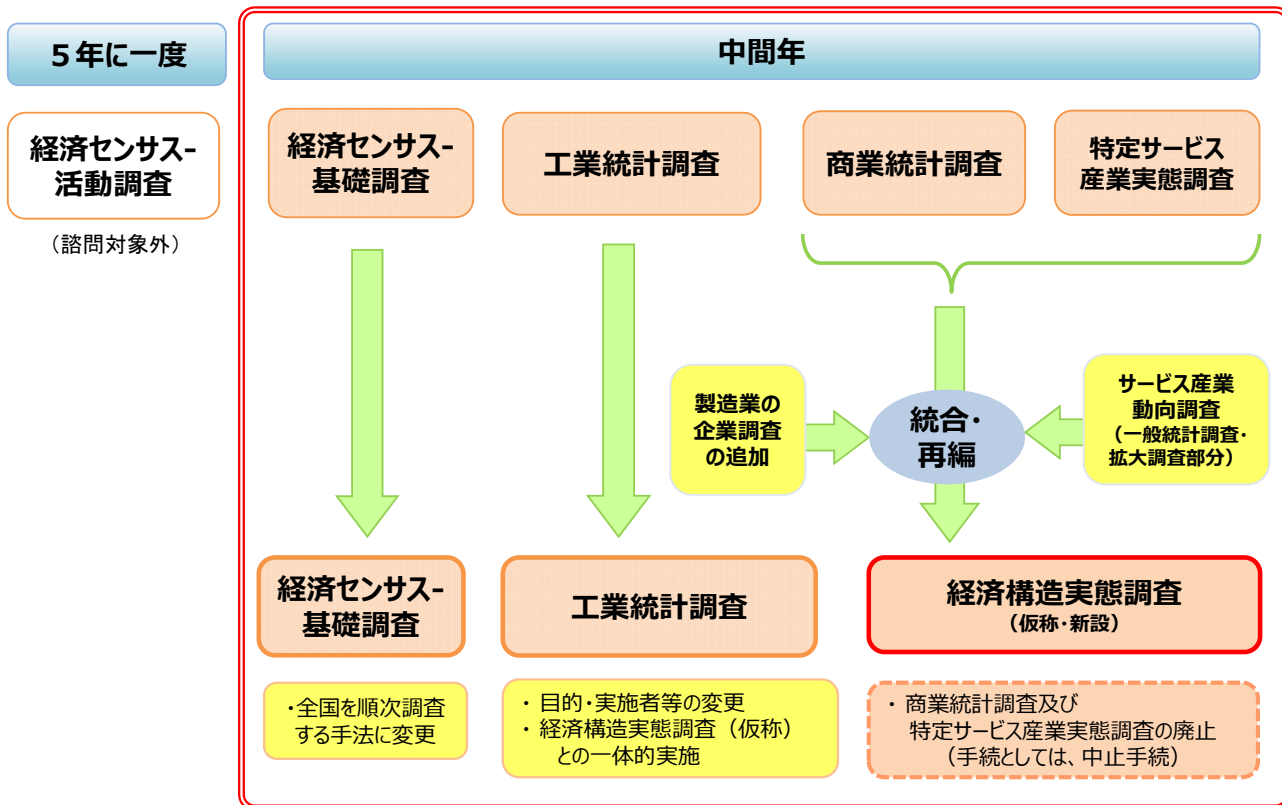 ５年に一度
中間年
経済センサス-
活動調査
（諮問対象外）
経済センサス-
基礎調査
工業統計調査
商業統計調査
特定サービス
産業実態調査
製造業の
企業調査
の追加
統合・
再編
サービス産業
動向調査
（一般統計調査・
拡大調査部分）
経済センサス-
基礎調査
工業統計調査
経済構造実態調査
（仮称・新設）
・全国を順次調査
する手法に変更
・ 目的・実施者等の変更
・ 経済構造実態調査（仮称）
との一体的実施
・ 商業統計調査及び
特定サービス産業実態調査の廃止
（手続としては、中止手続）